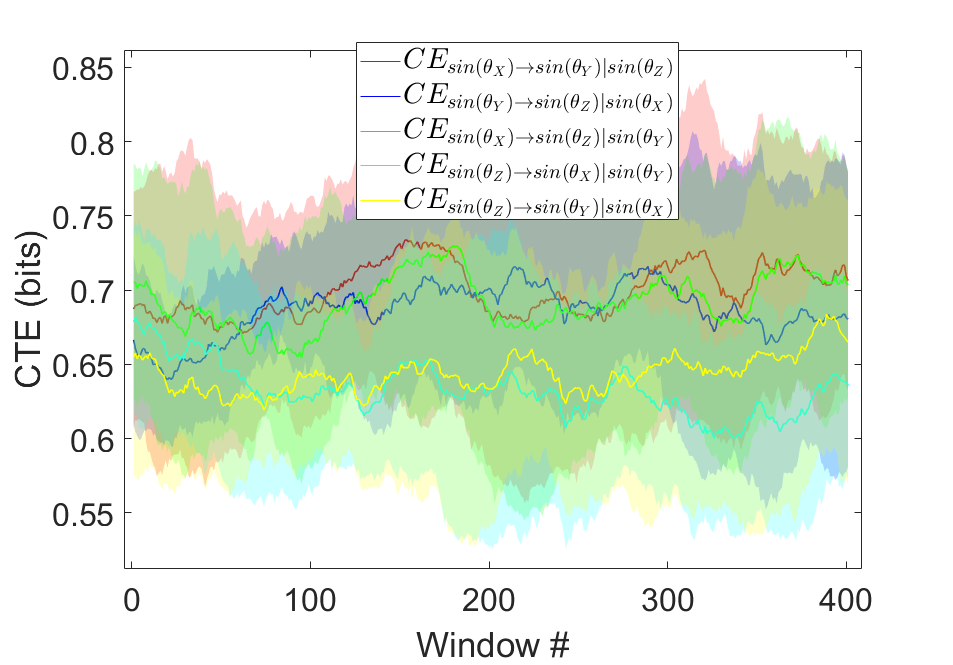 CE_{sin(θ_X)→sin(θ_Y)|sin(θ_Z)}
CE_{sin(θ_Y)→sin(θ_Z)|sin(θ_X)}
CE_{sin(θ_X)→sin(θ_Z)|sin(θ_Y)}
CE_{sin(θ_Z)→sin(θ_X)|sin(θ_Y)}
CE_{sin(θ_Z)→sin(θ_Y)|sin(θ_X)}
CTE (bits)
0.85
0.8
0.75
0.7
0.65
0.6
0.55
0 100 200 300 400
Window #